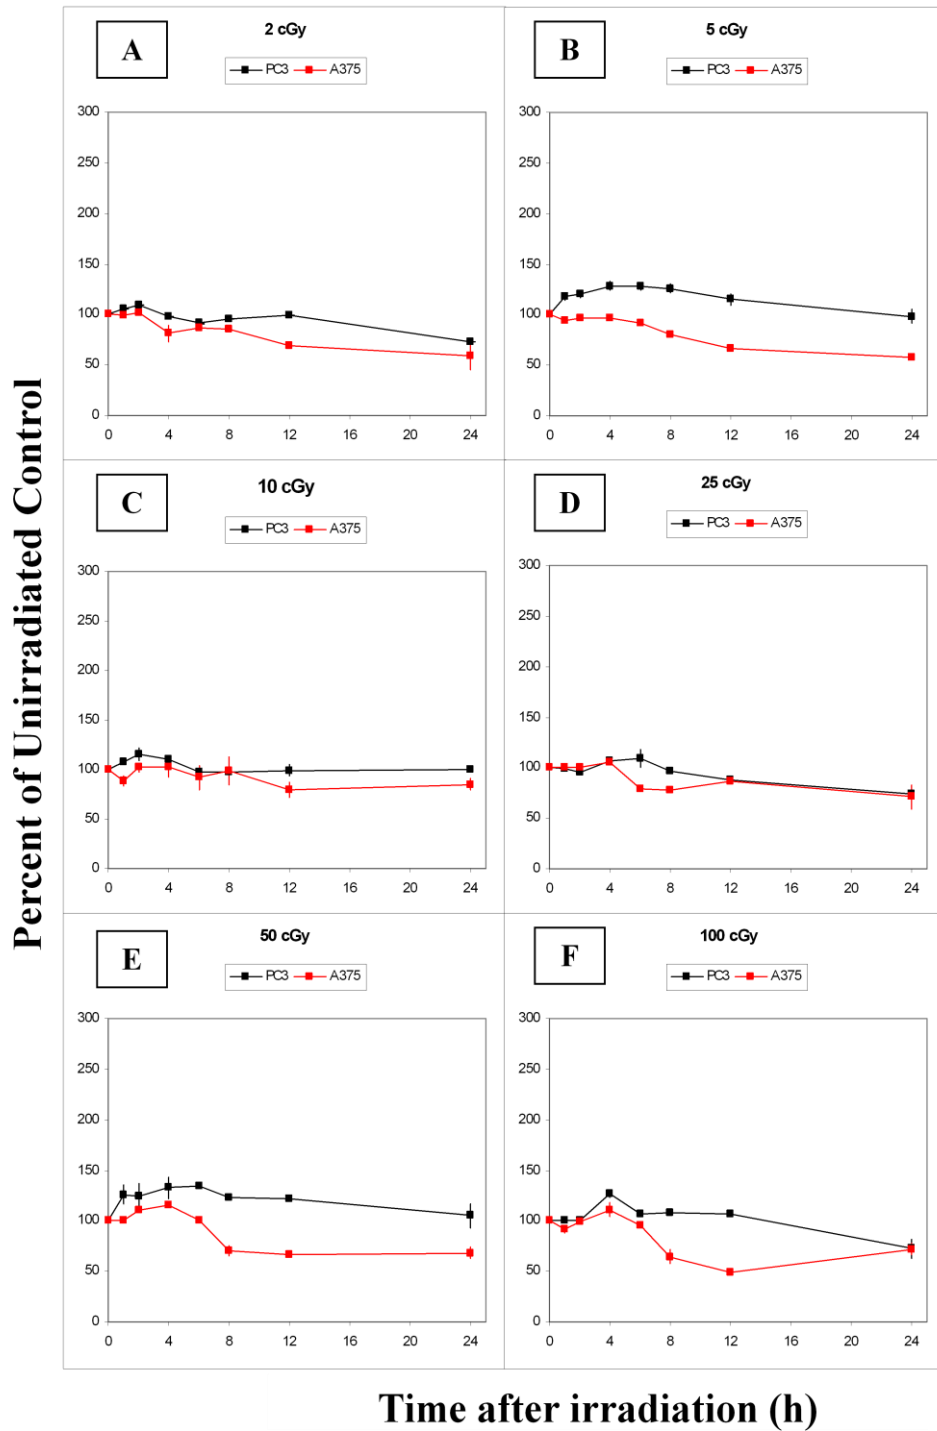 Percent of Unirradiated Control
A
2 cGy
PC3 A375
300
250
200
150
100
50
0
0 4 8 12 16 20 24
B
5 cGy
PC3 A375
300
250
200
150
100
50
0
0 4 8 12 16 20 24
C
10 cGy
PC3 A375
300
250
200
150
100
50
0
0 4 8 12 16 20 24
D
25 cGy
PC3 A375
300
250
200
150
100
50
0
0 4 8 12 16 20 24
E
50 cGy
PC3 A375
300
250
200
150
100
50
0
0 4 8 12 16 20 24
F
100 cGy
PC3 A375
300
250
200
150
100
50
0
0 4 8 12 16 20 24
Time after irradiation (h)